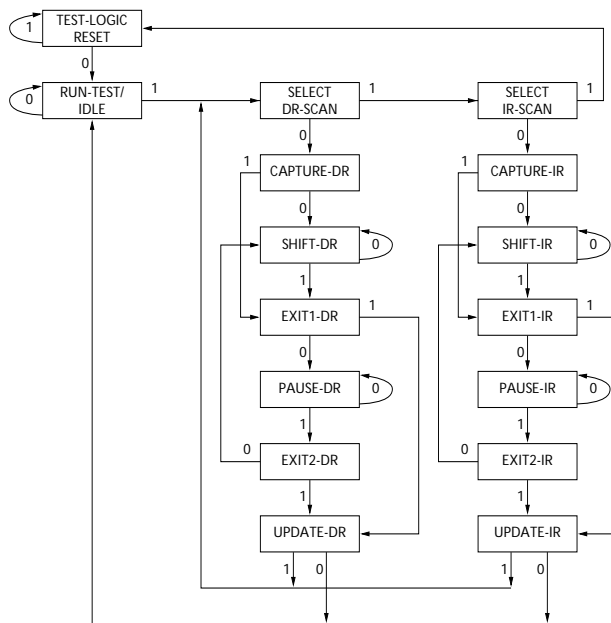 TEST-LOGIC
RESET
1
0
RUN-TEST/
IDLE
0
1
SELECT
DR-SCAN
1
SELECT
IR-SCAN
1
0
0
CAPTURE-DR
1
CAPTURE-IR
1
0
0
SHIFT-DR
0
SHIFT-IR
0
1
1
EXIT1-DR
1
EXIT1-IR
1
0
0
PAUSE-DR
0
PAUSE-IR
0
1
1
EXIT2-DR
0
EXIT2-IR
0
1
1
UPDATE-DR
UPDATE-IR
1
0
1
0